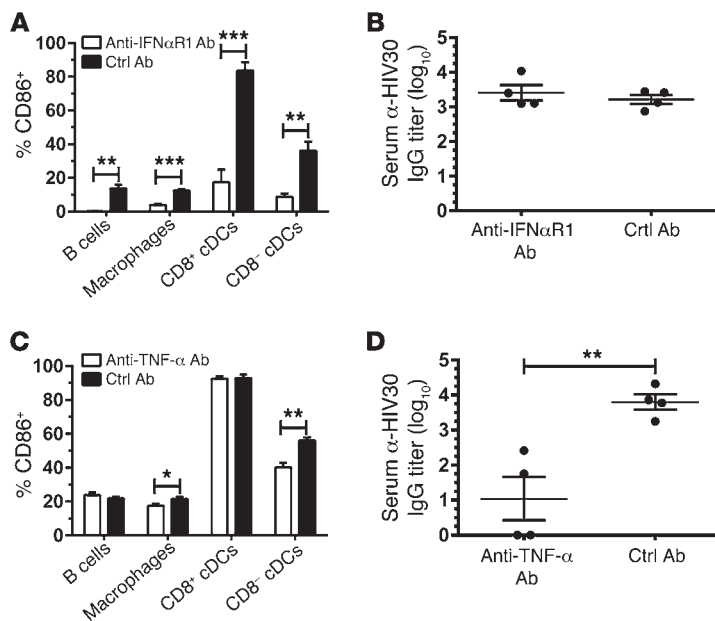 A
Anti-IFNαR1 Ab
Ctrl Ab
% CD86⁺
100
80
60
40
20
0
**
***
***
**
B cells
Macrophages
CD8⁺ cDCs
CD8⁻ cDCs
B
Serum α-HIV30
IgG titer (log₁₀)
5
4
3
2
1
0
Anti-IFNαR1
Ab
Crtl Ab
C
Anti-TNF-α Ab
Ctrl Ab
% CD86⁺
100
80
60
40
20
0
*
**
B cells
Macrophages
CD8⁺ cDCs
CD8⁻ cDCs
D
Serum α-HIV30
IgG titer (log₁₀)
5
4
3
2
1
0
**
Anti-TNF-α
Ab
Ctrl Ab